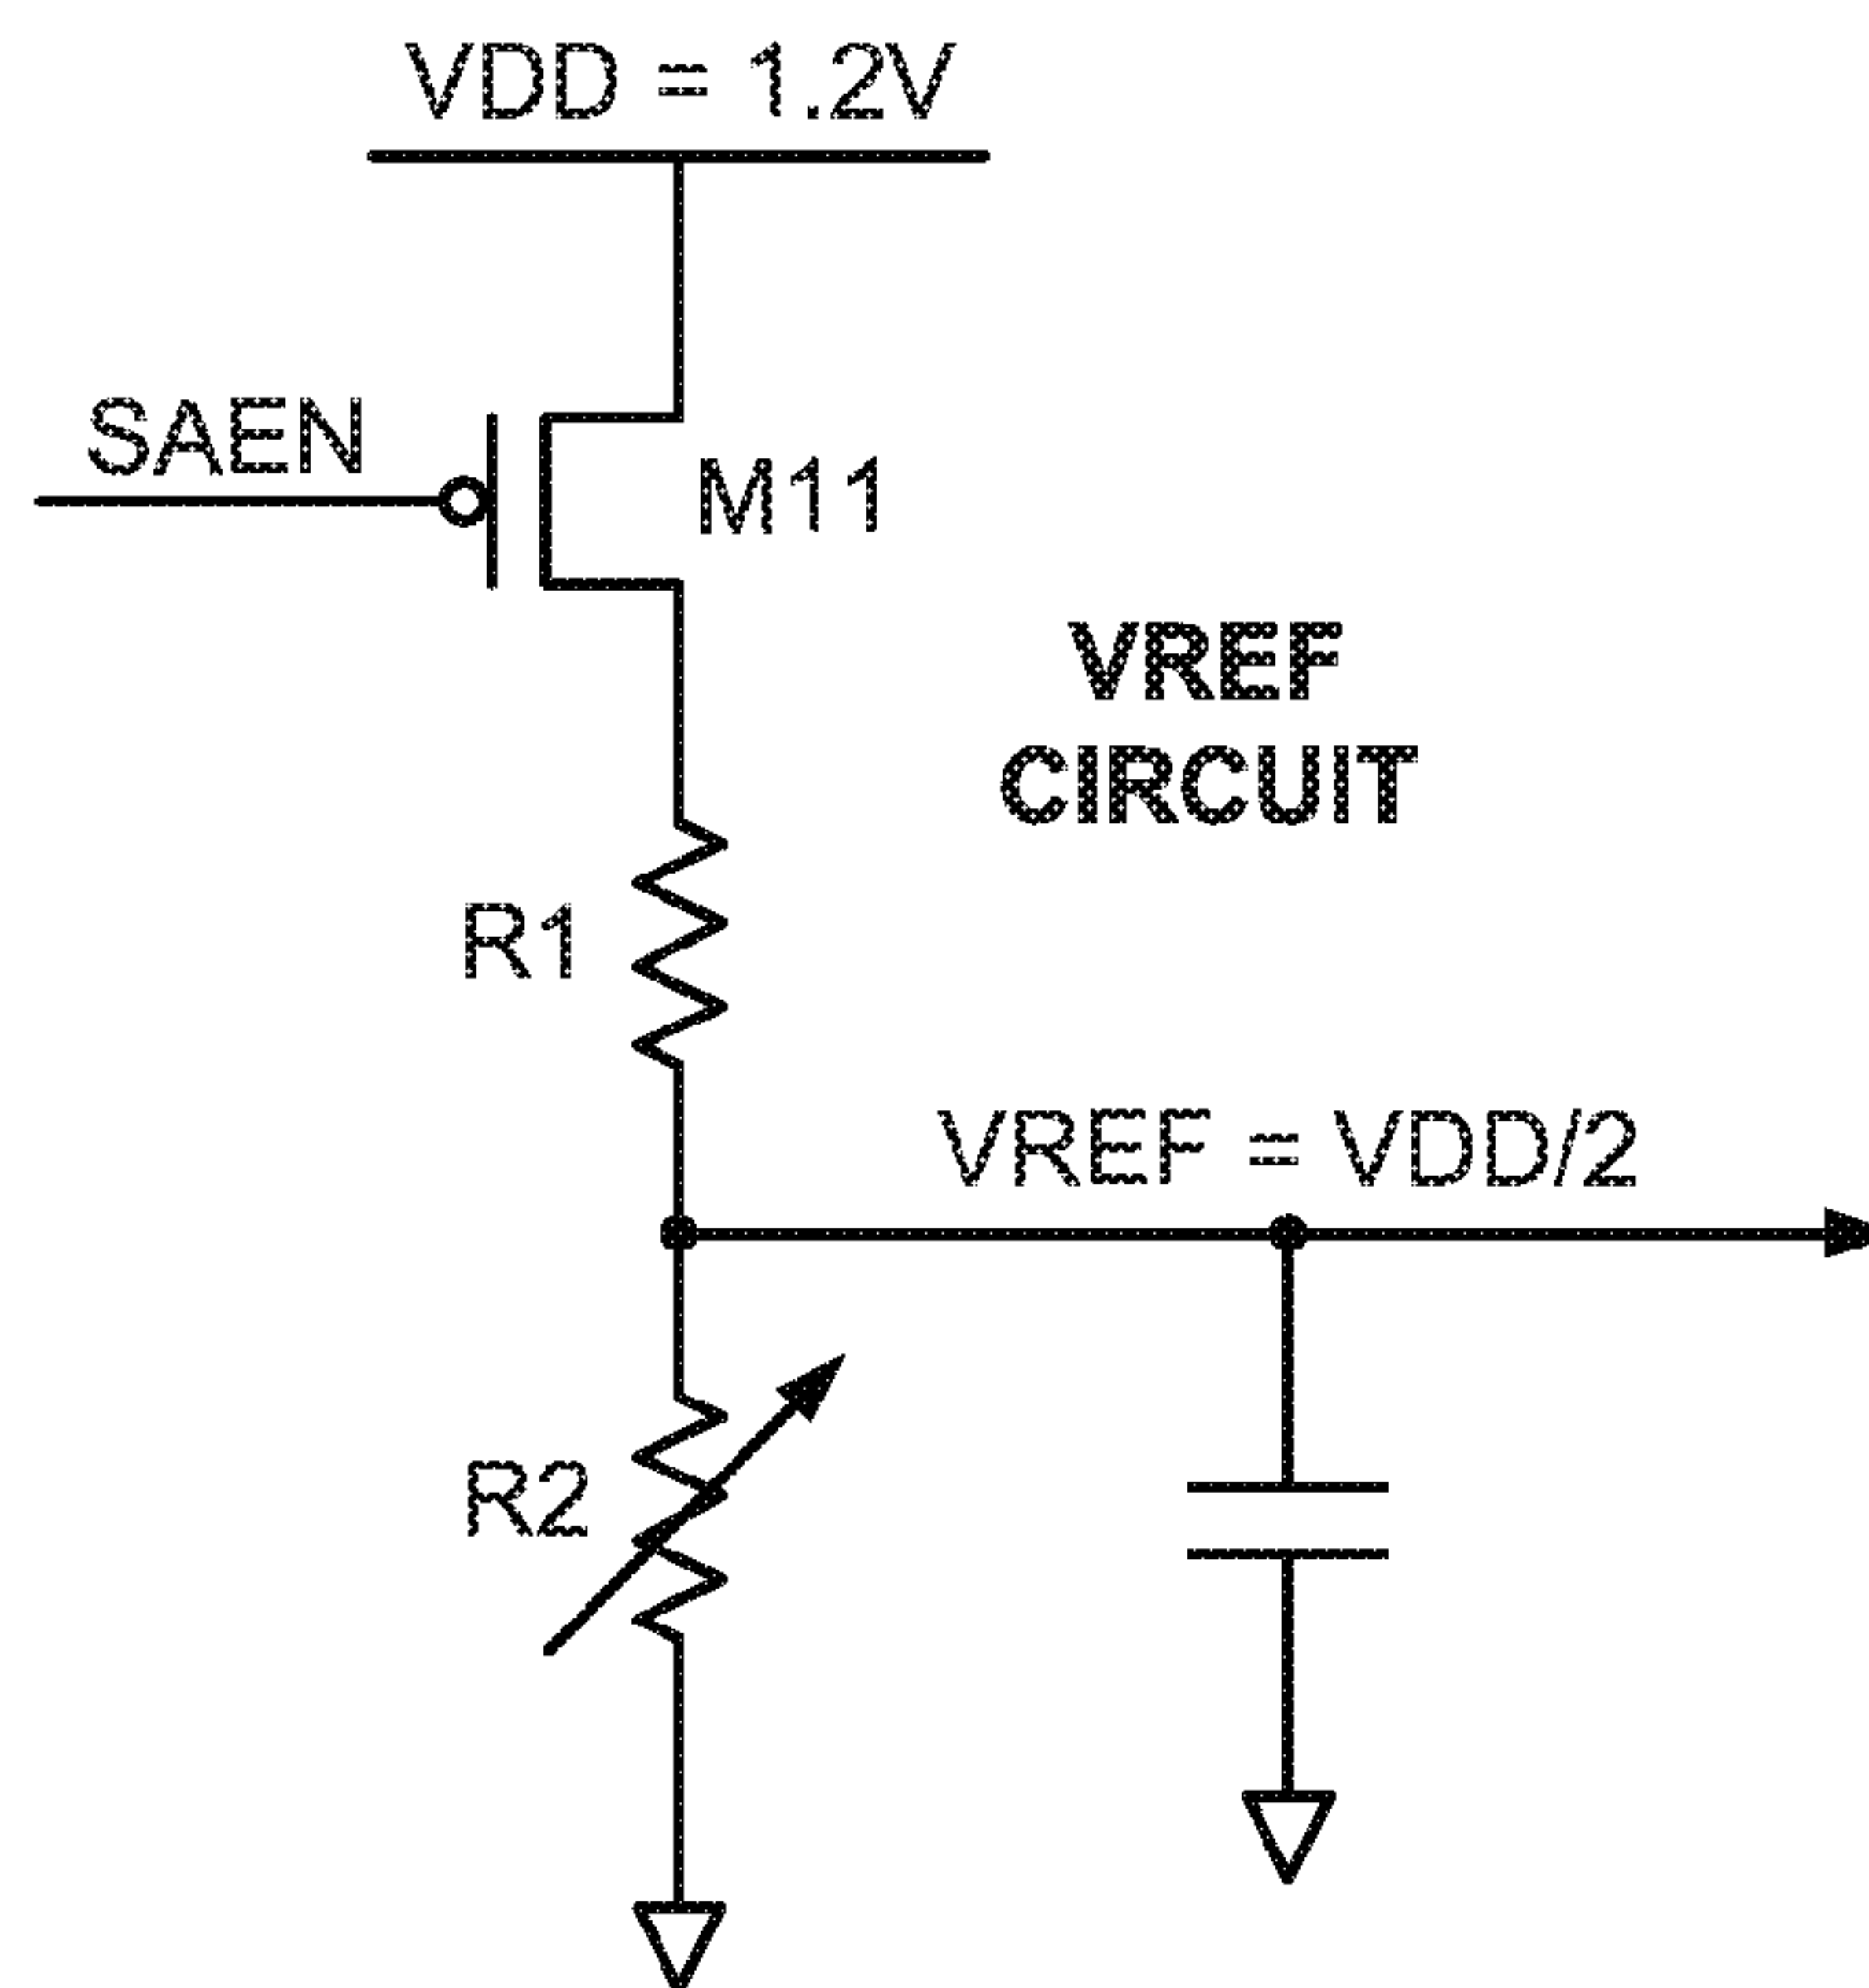 VDD = 1.2V
SAEN
M11
VREF
CIRCUIT
R1
VREF = VDD/2
R2